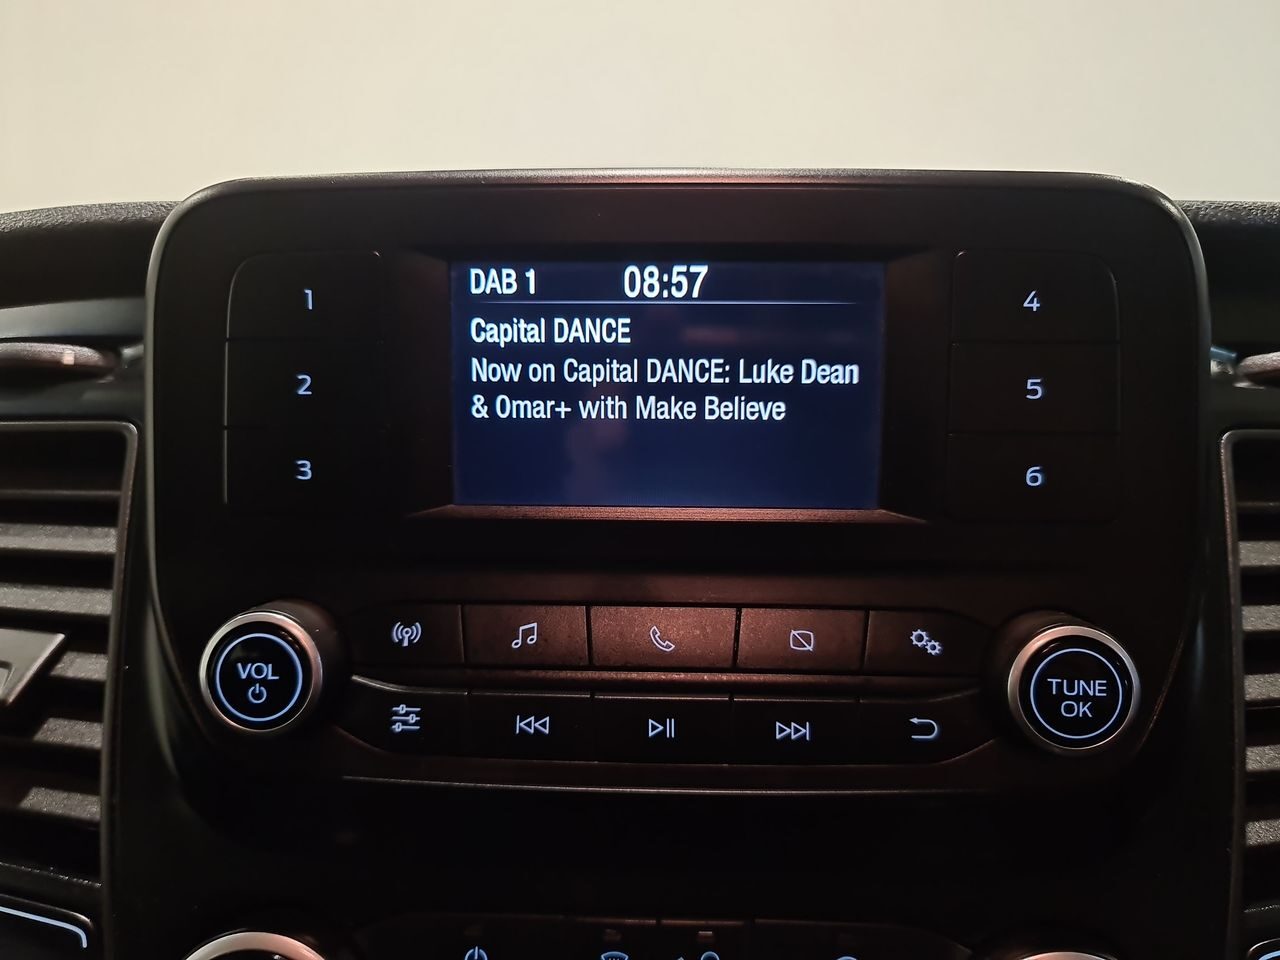 DAB 1 08:57
Capital DANCE
Now on Capital DANCE: Luke Dean
& Omar+ with Make Believe
1
2
3
4
5
6
VOL
TUNE
OK